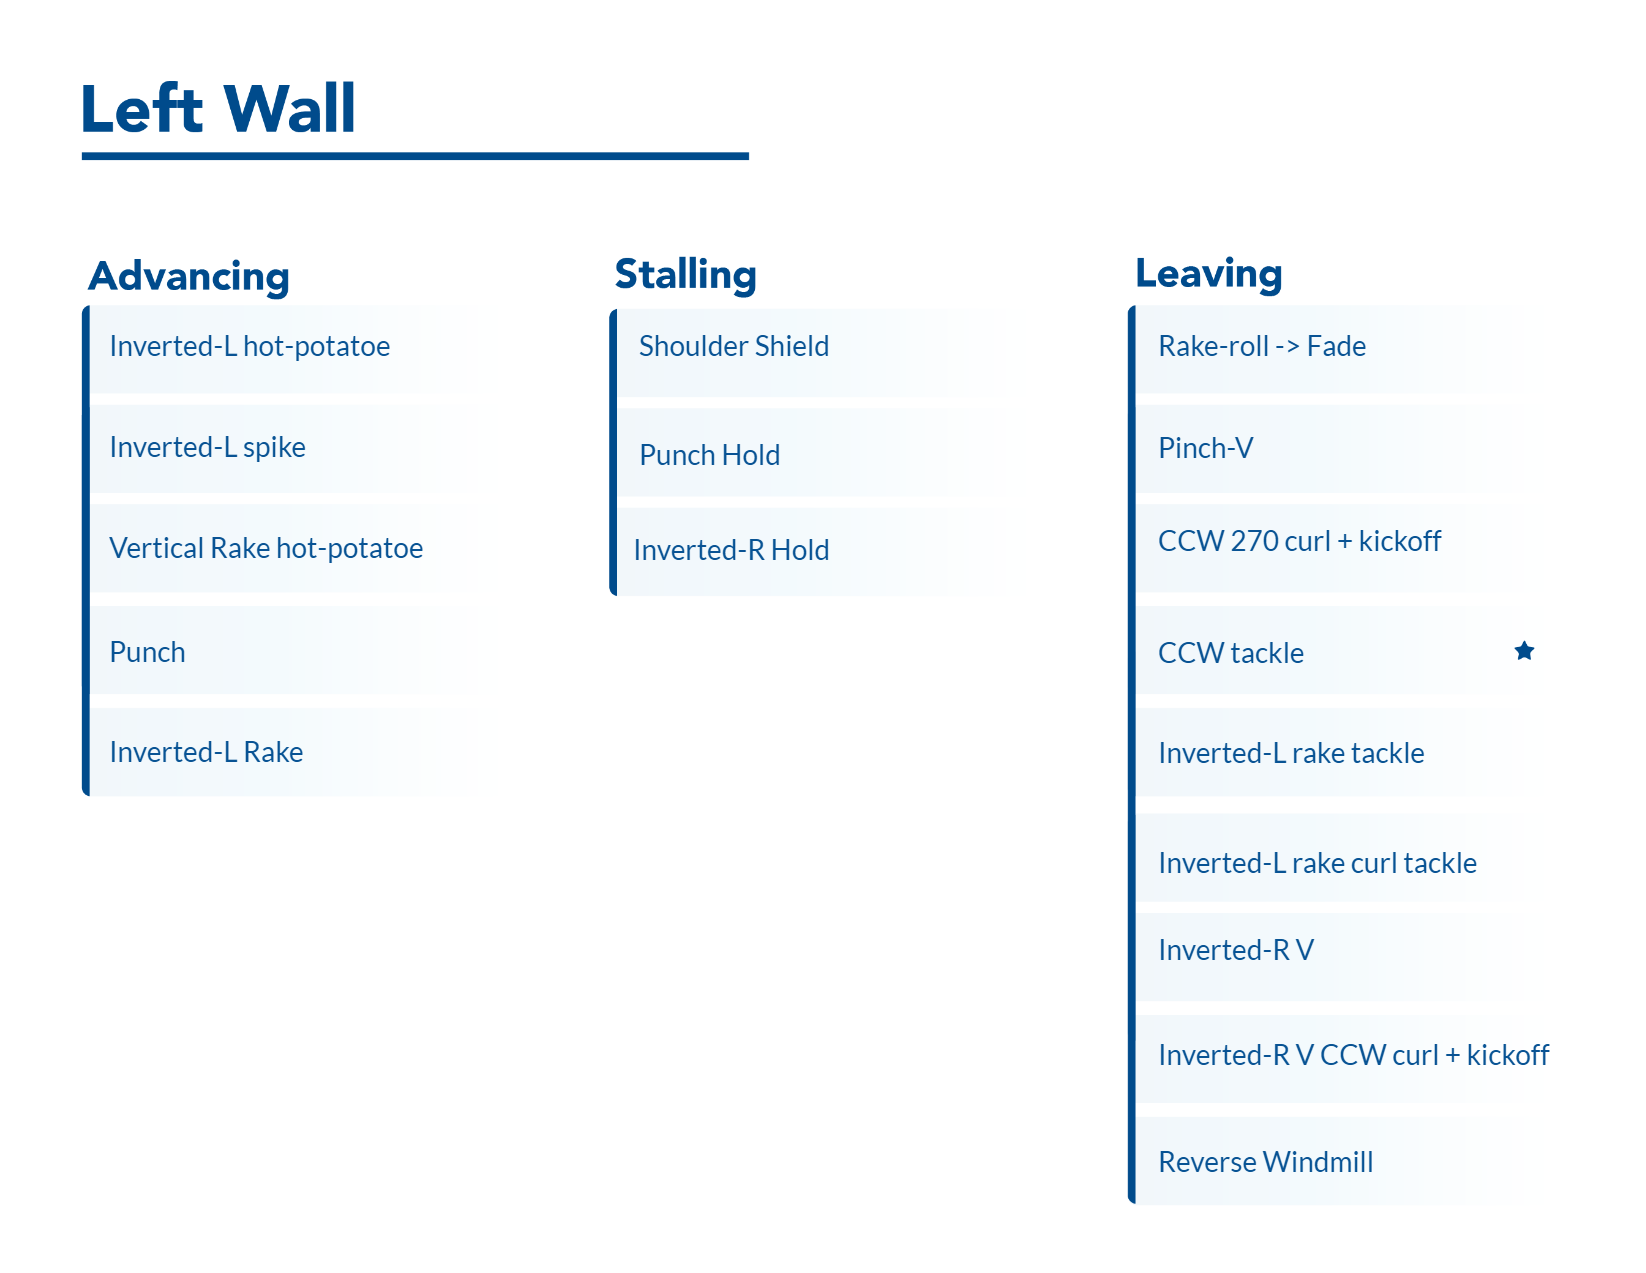 Left Wall
Advancing
Inverted-L hot-potatoe
Inverted-L spike
Vertical Rake hot-potatoe
Punch
Inverted-L Rake
Stalling
Shoulder Shield
Punch Hold
Inverted-R Hold
Leaving
Rake-roll -> Fade
Pinch-V
CCW 270 curl + kickoff
CCW tackle
Inverted-L rake tackle
Inverted-L rake curl tackle
Inverted-R V
Inverted-R V CCW curl + kickoff
Reverse Windmill